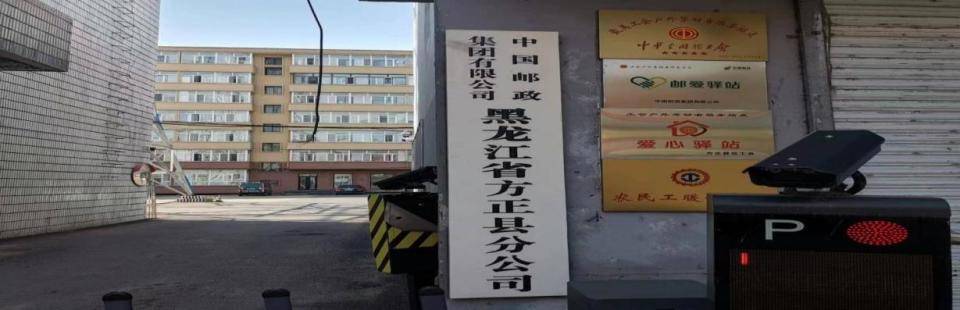 中国邮政
集团有限公司
黑龙江省方正县分公司
中华全国总工会
邮爱驿站
爱心驿站
农民工暖
P